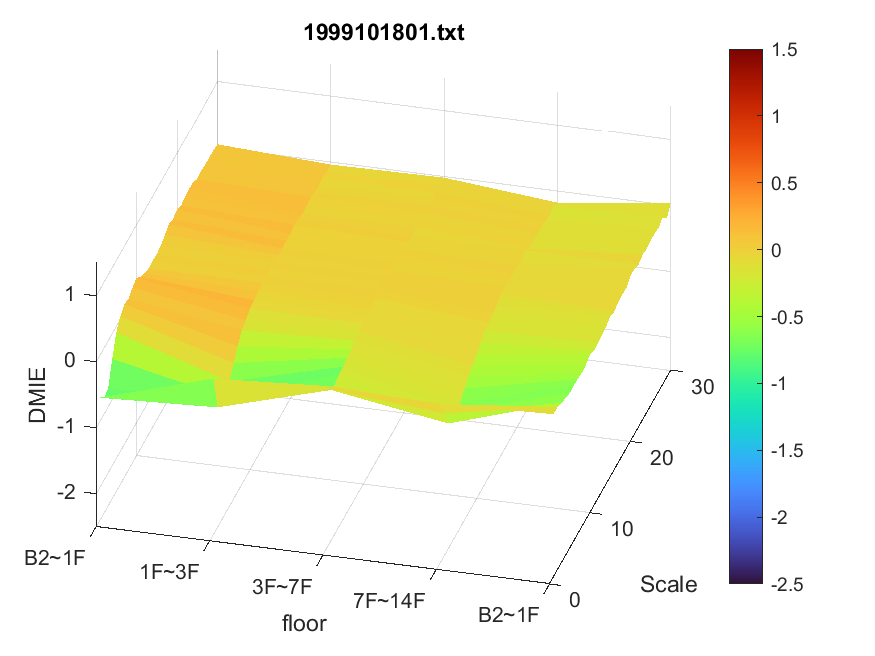 1999101801.txt
1.5
1
0.5
0
-0.5
-1
-1.5
-2
-2.5
1
0
-1
-2
DMIE
B2~1F
1F~3F
3F~7F
7F~14F
B2~1F
floor
0
10
20
30
Scale